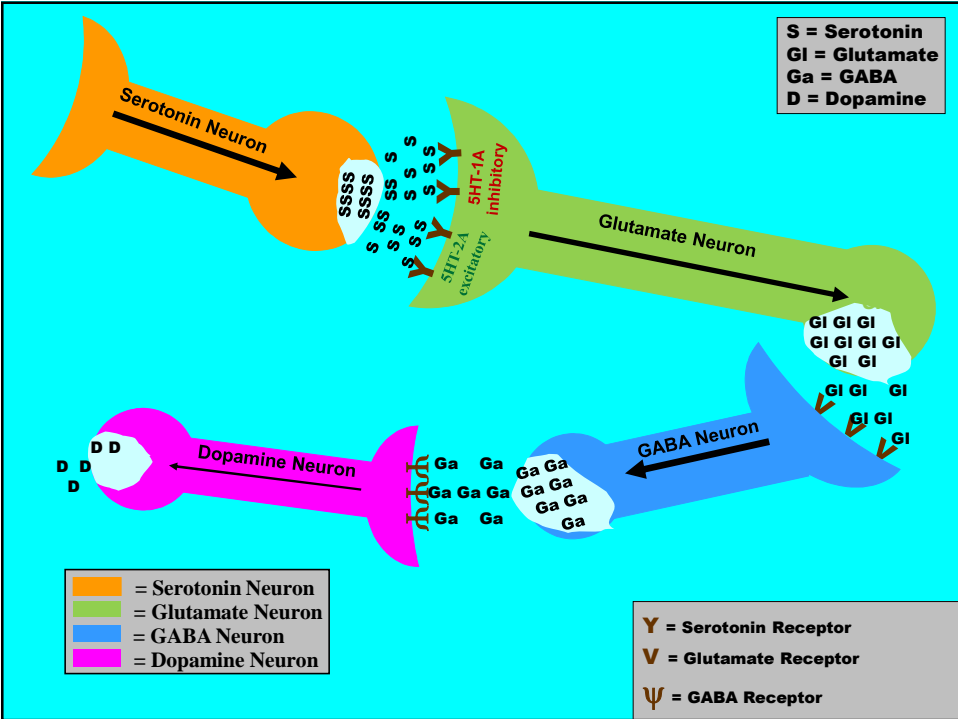 S = Serotonin
Gl = Glutamate
Ga = GABA
D = Dopamine
Serotonin Neuron
ssss
ssss
s
s s s
s s
ss s s
s
ss s
s s s s
s s s
5HT-1A
inhibitory
5HT-2A
excitatory
Glutamate Neuron
Gl Gl Gl
Gl Gl Gl Gl
Gl Gl
Gl Gl Gl
Gl Gl
Gl
GABA Neuron
Ga Ga
Ga Ga
Ga Ga
Ga
Ga Ga
Ga Ga Ga
Ga Ga
Dopamine Neuron
D D
D D
D
= Serotonin Neuron
= Glutamate Neuron
= GABA Neuron
= Dopamine Neuron
Y = Serotonin Receptor
V = Glutamate Receptor
Ψ = GABA Receptor